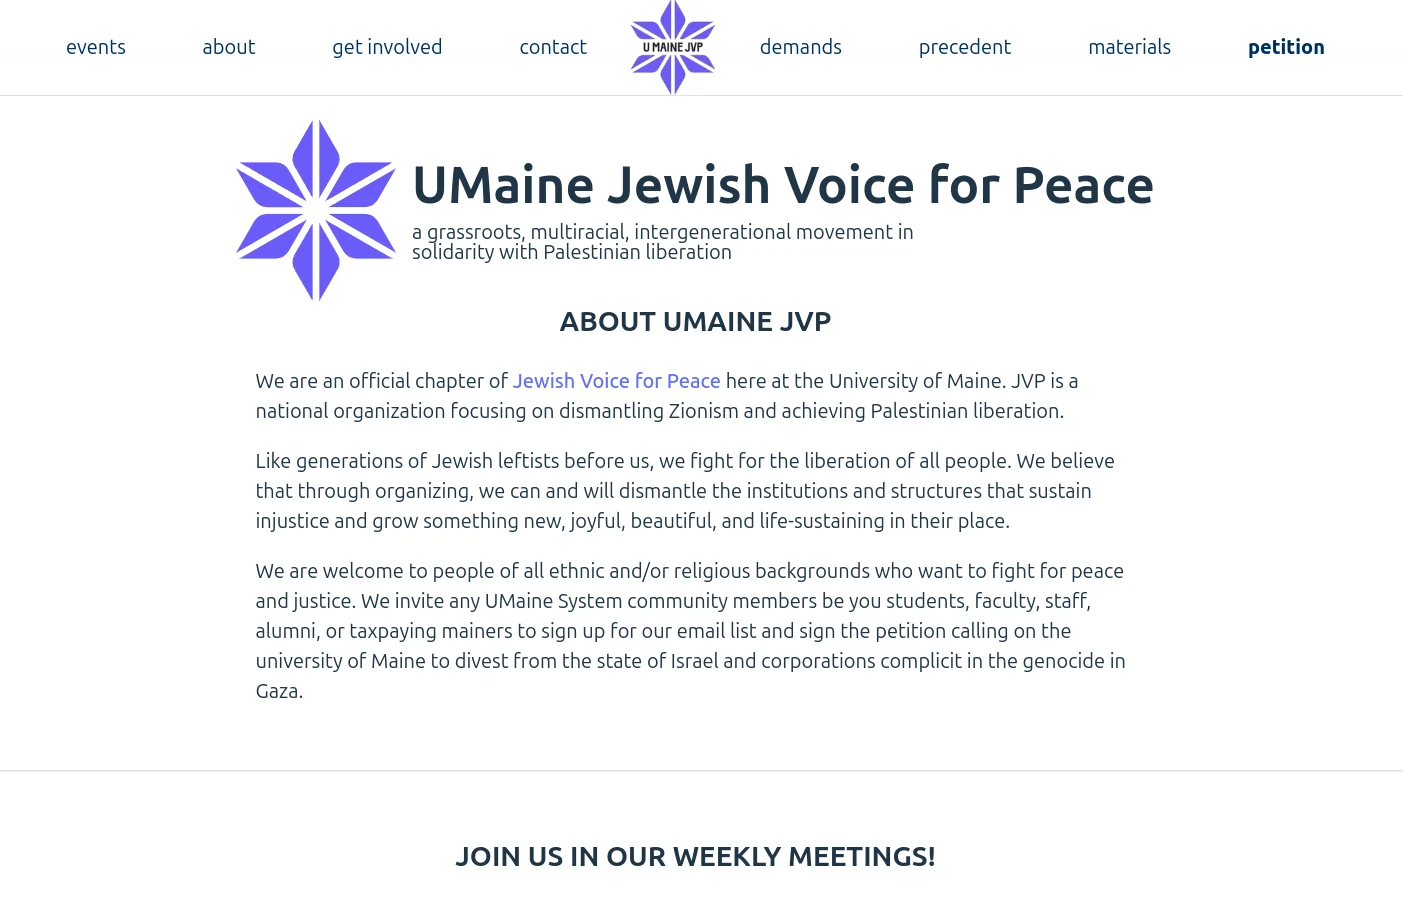 events about get involved contact U MAINE JVP demands precedent materials petition
UMaine Jewish Voice for Peace
a grassroots, multiracial, intergenerational movement in
solidarity with Palestinian liberation
ABOUT UMAINE JVP
We are an official chapter of Jewish Voice for Peace here at the University of Maine. JVP is a
national organization focusing on dismantling Zionism and achieving Palestinian liberation.
Like generations of Jewish leftists before us, we fight for the liberation of all people. We believe
that through organizing, we can and will dismantle the institutions and structures that sustain
injustice and grow something new, joyful, beautiful, and life-sustaining in their place.
We are welcome to people of all ethnic and/or religious backgrounds who want to fight for peace
and justice. We invite any UMaine System community members be you students, faculty, staff,
alumni, or taxpaying mainers to sign up for our email list and sign the petition calling on the
university of Maine to divest from the state of Israel and corporations complicit in the genocide in
Gaza.
JOIN US IN OUR WEEKLY MEETINGS!